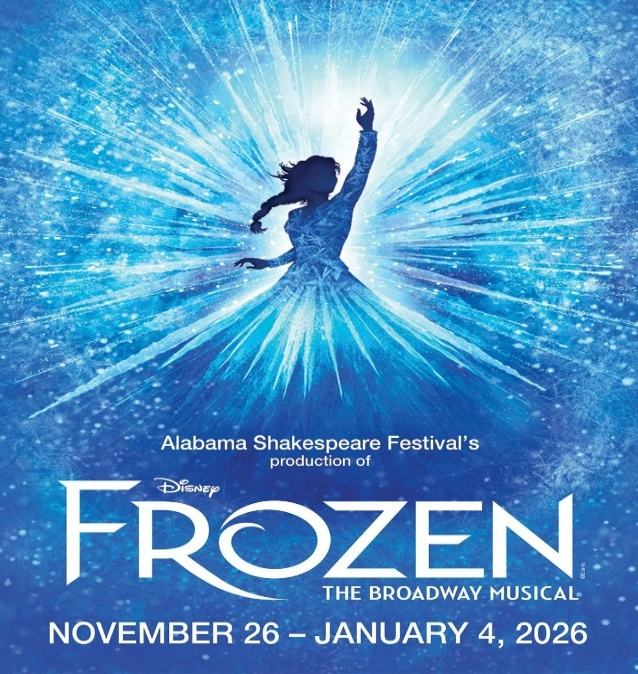 Alabama Shakespeare Festival's
production of
Disney
FROZEN
THE BROADWAY MUSICAL
NOVEMBER 26 – JANUARY 4, 2026